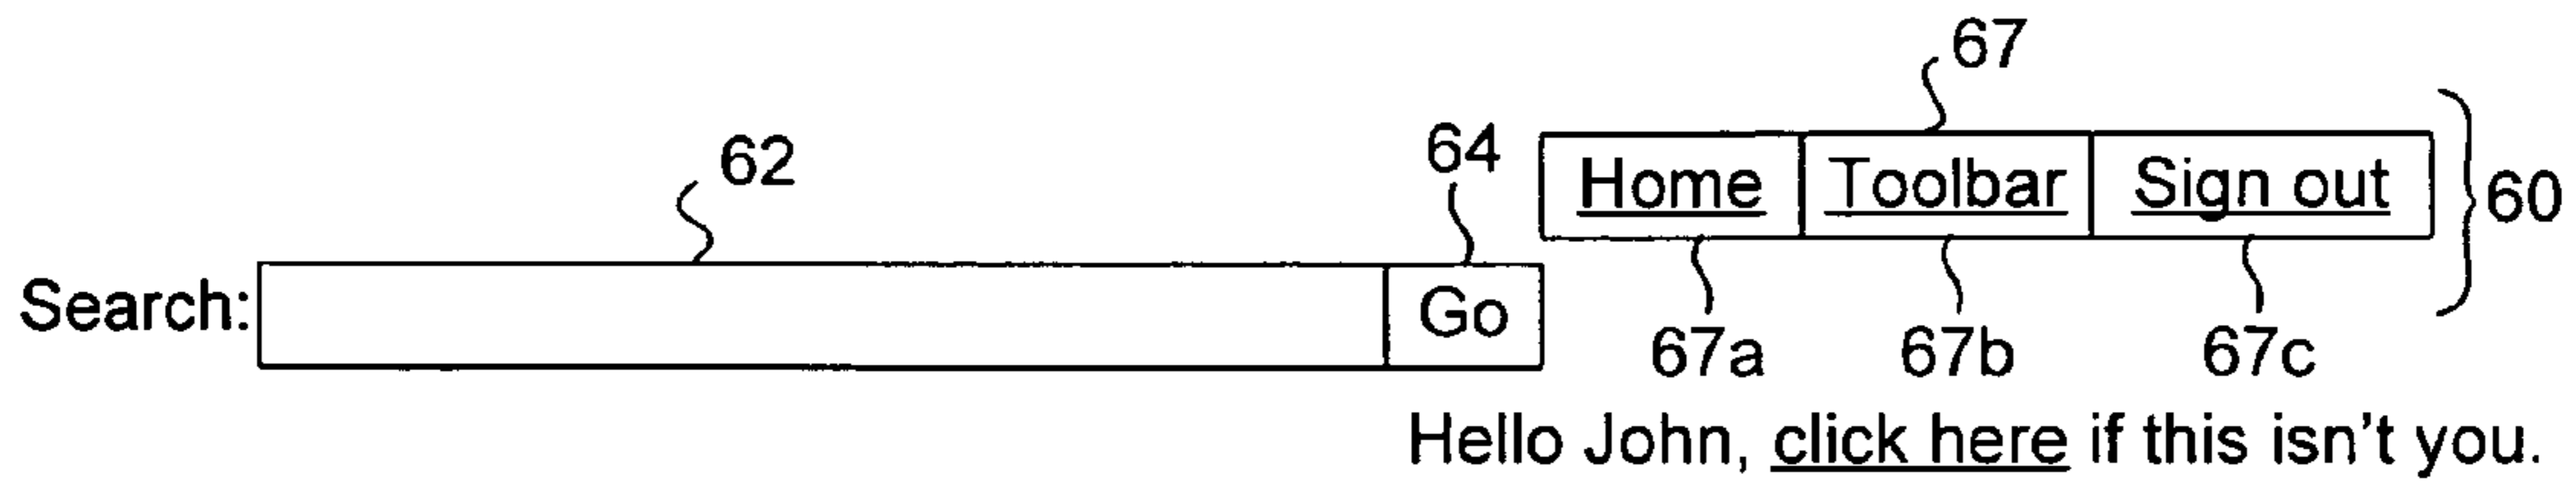 67
62
64
Home Toolbar Sign out
60
Search:
Go
67a 67b 67c
Hello John, click here if this isn't you.